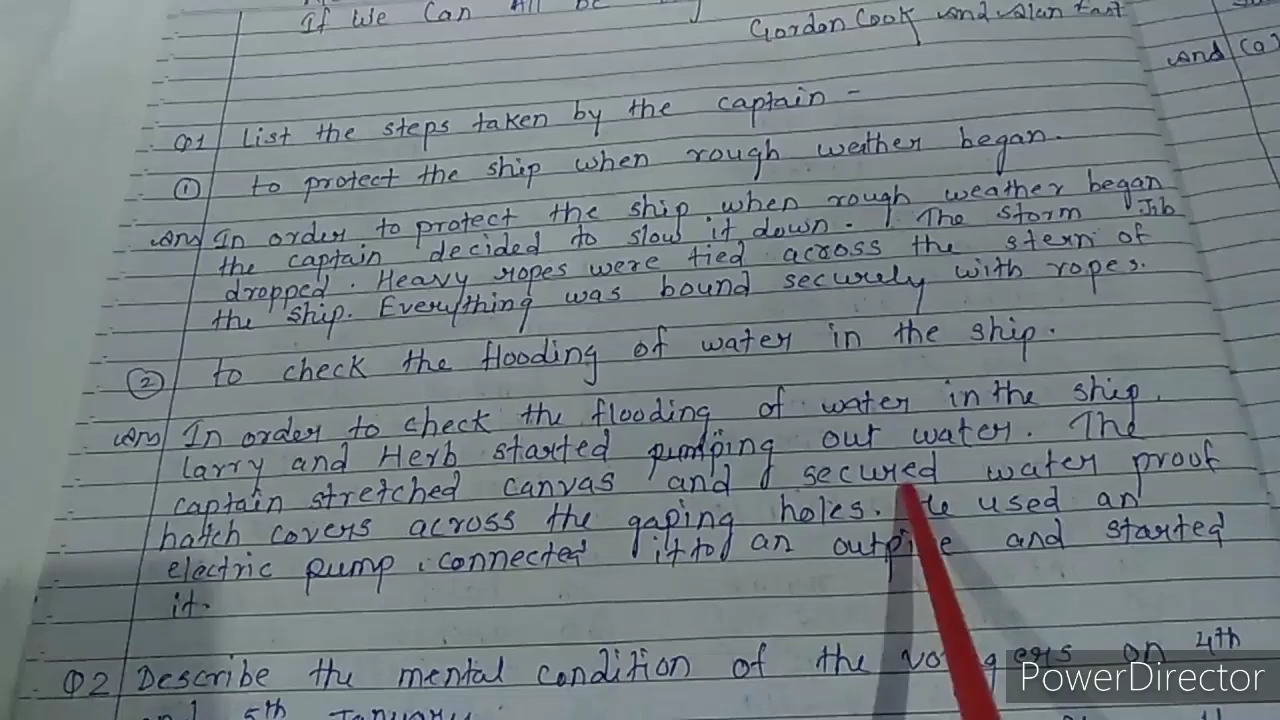 If We Can All Be
Gordon Cook and Alan East
and (a)
Q1 List the steps taken by the captain -
① to protect the ship when rough weather began.
Ans In order to protect the ship when rough weather began
the captain decided to slow it down. The storm Jib
dropped. Heavy ropes were tied across the stern of
the ship. Everything was bound securely with ropes.
② to check the flooding of water in the ship.
Ans In order to check the flooding of water in the ship.
larry and Herb started pumping out water. The
captain stretched canvas and secured water proof
hatch covers across the gaping holes. He used an
electric pump, connected it to an outpipe and started
it.
Q2 Describe the mental condition of the voyagers on 4th
and 5th January
PowerDirector